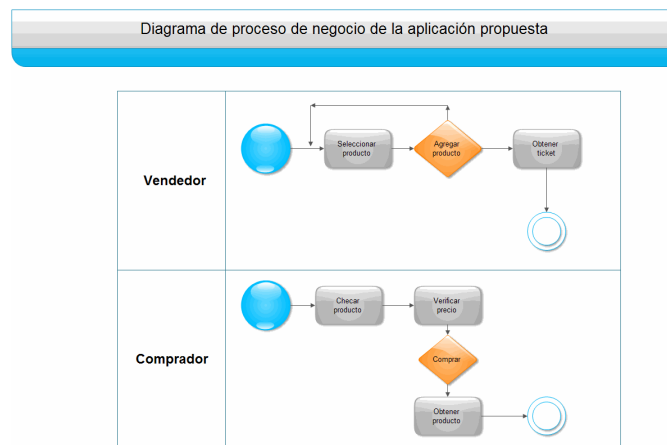 Diagrama de proceso de negocio de la aplicación propuesta
Vendedor
Seleccionar
producto
Agregar
producto
Obtener
ticket
Comprador
Checar
producto
Verificar
precio
Comprar
Obtener
producto